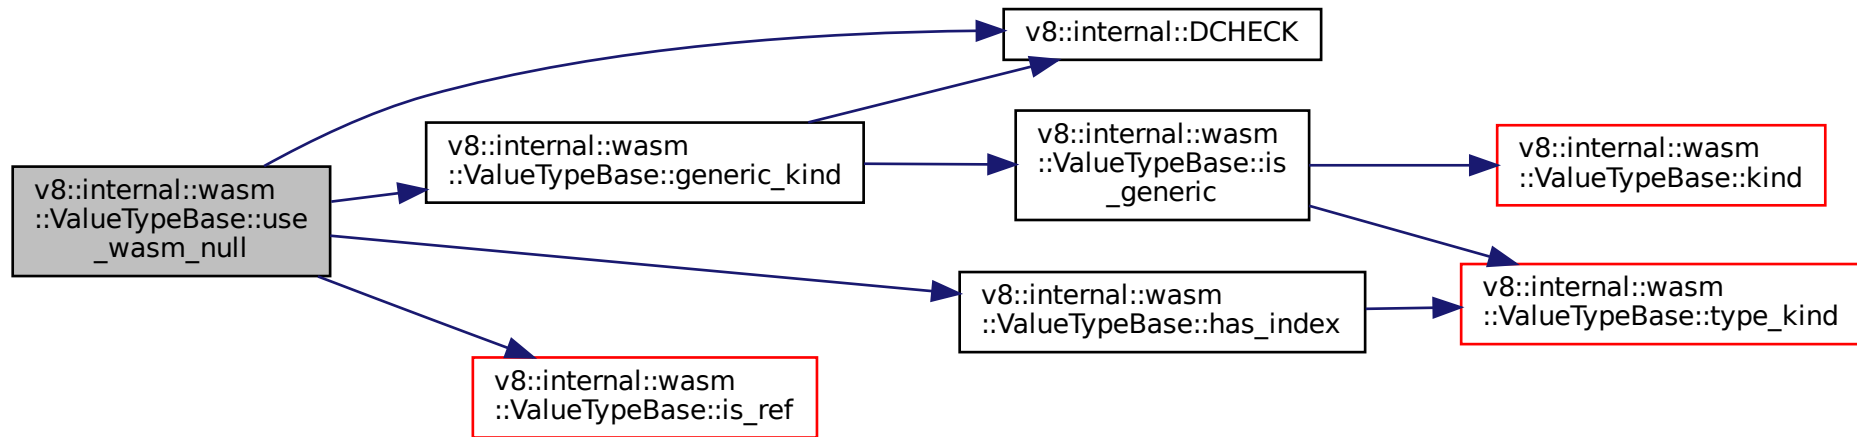 v8::internal::DCHECK
v8::internal::wasm
::ValueTypeBase::generic_kind
v8::internal::wasm
::ValueTypeBase::is
_generic
v8::internal::wasm
::ValueTypeBase::kind
v8::internal::wasm
::ValueTypeBase::use
_wasm_null
v8::internal::wasm
::ValueTypeBase::has_index
v8::internal::wasm
::ValueTypeBase::type_kind
v8::internal::wasm
::ValueTypeBase::is_ref